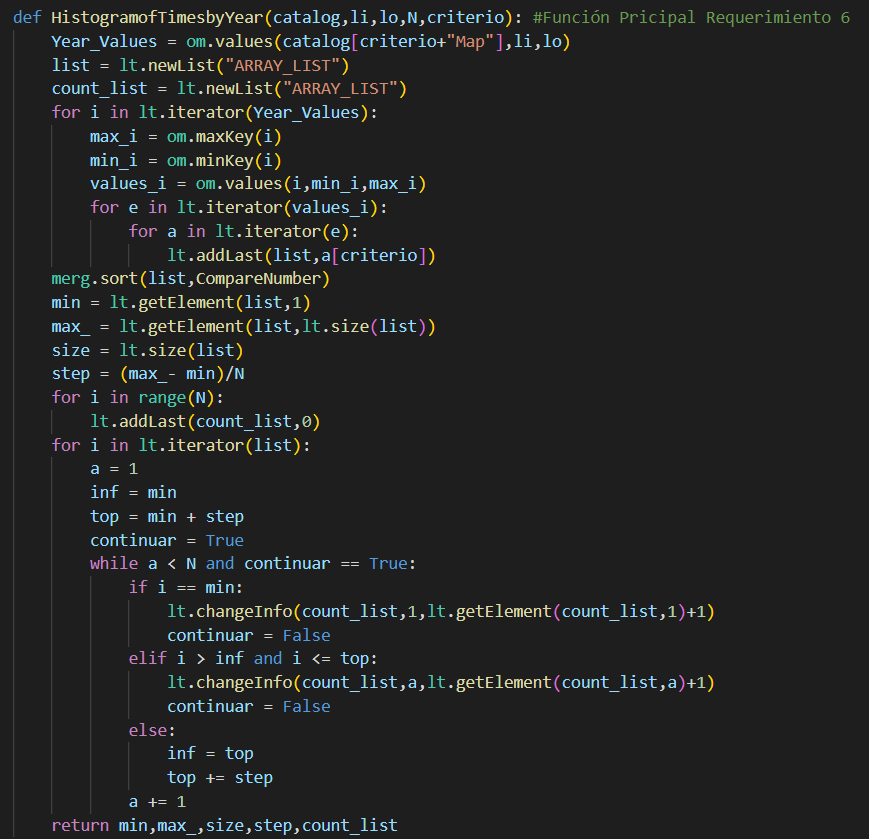 def HistogramofTimesbyYear(catalog,li,lo,N,criterio): #Función Pricipal Requerimiento 6
    Year_Values = om.values(catalog[criterio+"Map"],li,lo)
    list = lt.newList("ARRAY_LIST")
    count_list = lt.newList("ARRAY_LIST")
    for i in lt.iterator(Year_Values):
        max_i = om.maxKey(i)
        min_i = om.minKey(i)
        values_i = om.values(i,min_i,max_i)
        for e in lt.iterator(values_i):
            for a in lt.iterator(e):
                lt.addLast(list,a[criterio])
    merg.sort(list,CompareNumber)
    min = lt.getElement(list,1)
    max_ = lt.getElement(list,lt.size(list))
    size = lt.size(list)
    step = (max_- min)/N
    for i in range(N):
        lt.addLast(count_list,0)
    for i in lt.iterator(list):
        a = 1
        inf = min
        top = min + step
        continuar = True
        while a < N and continuar == True:
            if i == min:
                lt.changeInfo(count_list,1,lt.getElement(count_list,1)+1)
                continuar = False
            elif i > inf and i <= top:
                lt.changeInfo(count_list,a,lt.getElement(count_list,a)+1)
                continuar = False
            else:
                inf = top
                top += step
            a += 1
    return min,max_,size,step,count_list